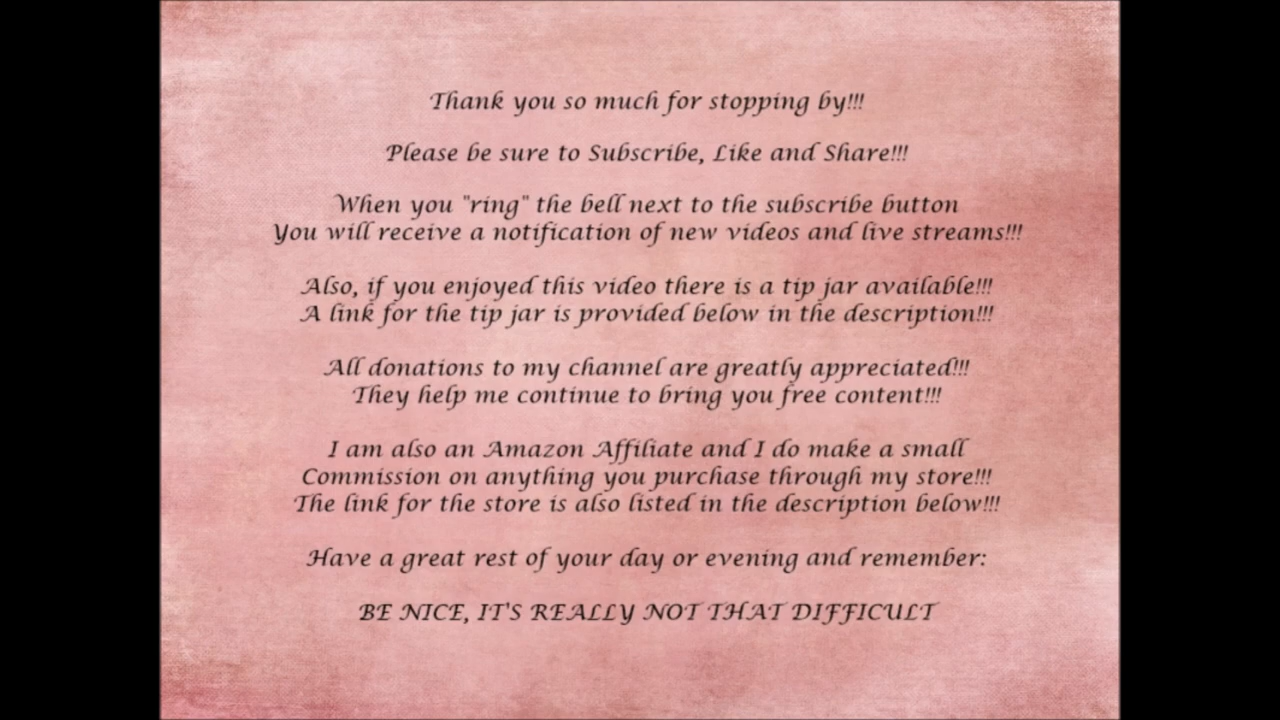 Thank you so much for stopping by!!!
Please be sure to Subscribe, Like and Share!!!
When you "ring" the bell next to the subscribe button
You will receive a notification of new videos and live streams!!!
Also, if you enjoyed this video there is a tip jar available!!!
A link for the tip jar is provided below in the description!!!
All donations to my channel are greatly appreciated!!!
They help me continue to bring you free content!!!
I am also an Amazon Affiliate and I do make a small
Commission on anything you purchase through my store!!!
The link for the store is also listed in the description below!!!
Have a great rest of your day or evening and remember:
BE NICE, IT'S REALLY NOT THAT DIFFICULT